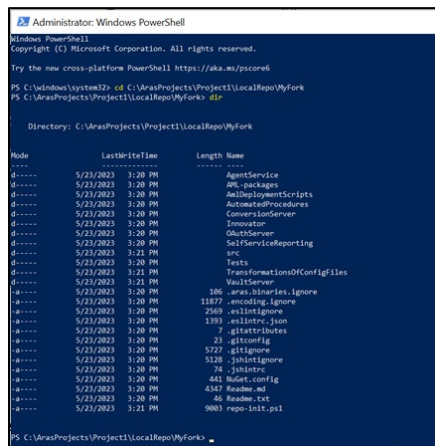 Administrator: Windows PowerShell
Windows PowerShell
Copyright (C) Microsoft Corporation. All rights reserved.
Try the new cross-platform PowerShell https://aka.ms/pscore6
PS C:\windows\system32> cd C:\ArasProjects\Project1\LocalRepo\MyFork
PS C:\ArasProjects\Project1\LocalRepo\MyFork> dir
Directory: C:\ArasProjects\Project1\LocalRepo\MyFork
Mode LastWriteTime Length Name
---- ------------- ------ ----
d----- 5/23/2023 3:20 PM AgentService
d----- 5/23/2023 3:20 PM AML-packages
d----- 5/23/2023 3:20 PM AmlDeploymentScripts
d----- 5/23/2023 3:20 PM AutomatedProcedures
d----- 5/23/2023 3:20 PM ConversionServer
d----- 5/23/2023 3:20 PM Innovator
d----- 5/23/2023 3:20 PM OAuthServer
d----- 5/23/2023 3:20 PM SelfServiceReporting
d----- 5/23/2023 3:21 PM src
d----- 5/23/2023 3:20 PM Tests
d----- 5/23/2023 3:21 PM TransformationsOfConfigFiles
d----- 5/23/2023 3:21 PM VaultServer
-a---- 5/23/2023 3:20 PM 106 .aras.binaries.ignore
-a---- 5/23/2023 3:20 PM 11877 .encoding.ignore
-a---- 5/23/2023 3:20 PM 2569 .eslintignore
-a---- 5/23/2023 3:20 PM 1393 .eslintrc.json
-a---- 5/23/2023 3:20 PM 7 .gitattributes
-a---- 5/23/2023 3:20 PM 23 .gitconfig
-a---- 5/23/2023 3:20 PM 5727 .gitignore
-a---- 5/23/2023 3:20 PM 5128 .jshintignore
-a---- 5/23/2023 3:20 PM 74 .jshintrc
-a---- 5/23/2023 3:20 PM 441 NuGet.config
-a---- 5/23/2023 3:20 PM 4347 Readme.md
-a---- 5/23/2023 3:20 PM 46 Readme.txt
-a---- 5/23/2023 3:21 PM 9003 repo-init.ps1
PS C:\ArasProjects\Project1\LocalRepo\MyFork>